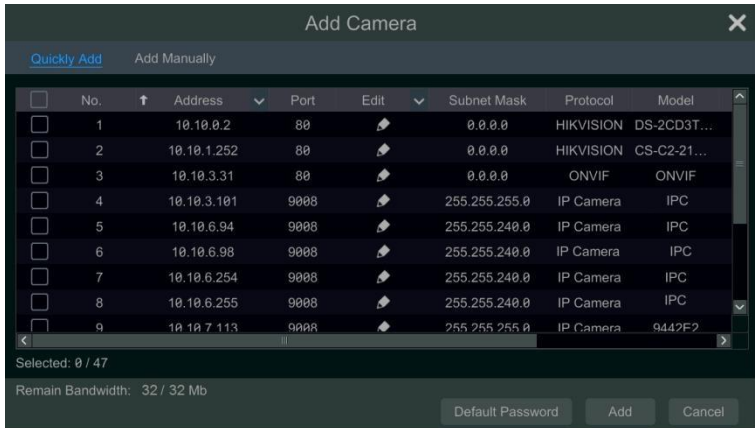 Add Camera
Quickly Add Add Manually
No. Address Port Edit Subnet Mask Protocol Model
1 10.10.0.2 80 0.0.0.0 HIKVISION DS-2CD3T...
2 10.10.1.252 80 0.0.0.0 HIKVISION CS-C2-21...
3 10.10.3.31 80 0.0.0.0 ONVIF ONVIF
4 10.10.3.101 9008 255.255.255.0 IP Camera IPC
5 10.10.6.94 9008 255.255.240.0 IP Camera IPC
6 10.10.6.98 9008 255.255.240.0 IP Camera IPC
7 10.10.6.254 9008 255.255.240.0 IP Camera IPC
8 10.10.6.255 9008 255.255.240.0 IP Camera IPC
9 10.10.7.113 9008 255.255.255.0 IP Camera 9442E2
Selected: 0 / 47
Remain Bandwidth: 32 / 32 Mb
Default Password Add Cancel